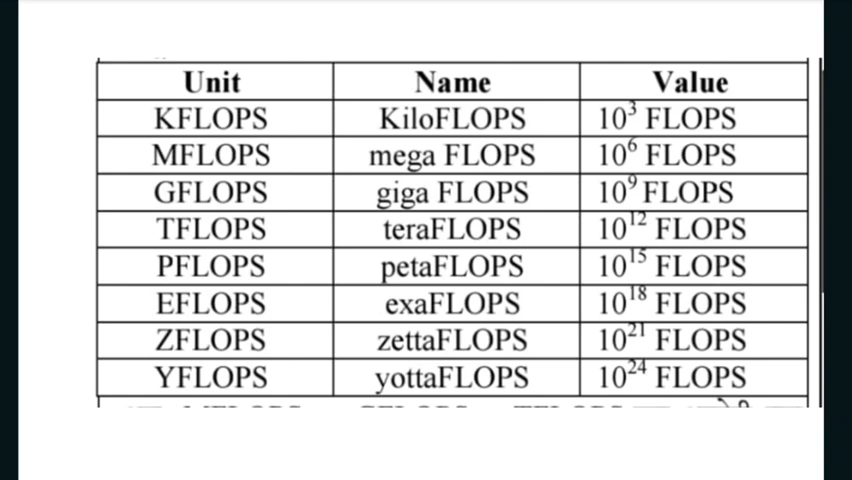 Unit Name Value
KFLOPS KiloFLOPS 10³ FLOPS
MFLOPS mega FLOPS 10⁶ FLOPS
GFLOPS giga FLOPS 10⁹ FLOPS
TFLOPS teraFLOPS 10¹² FLOPS
PFLOPS petaFLOPS 10¹⁵ FLOPS
EFLOPS exaFLOPS 10¹⁸ FLOPS
ZFLOPS zettaFLOPS 10²¹ FLOPS
YFLOPS yottaFLOPS 10²⁴ FLOPS